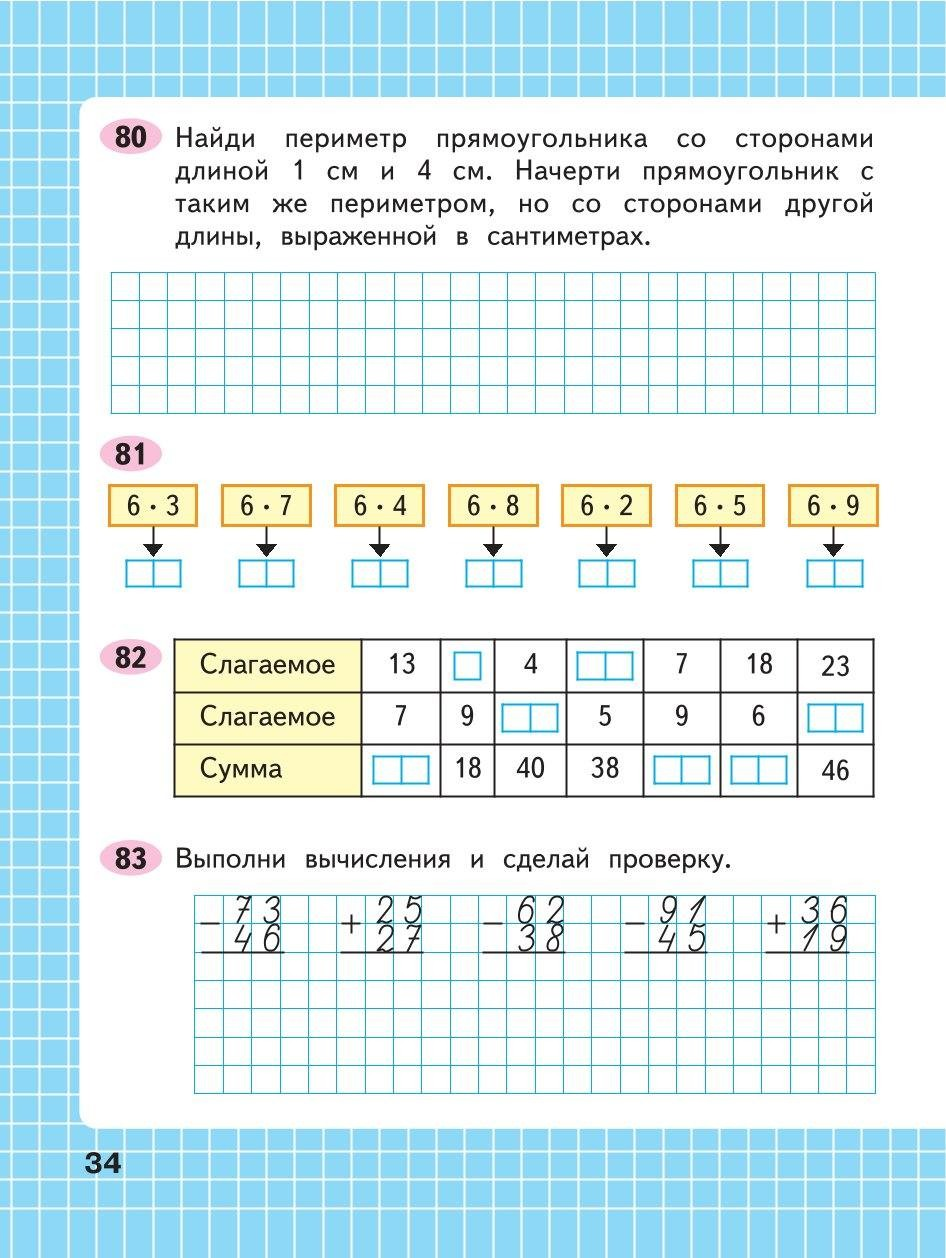 80 Найди периметр прямоугольника со сторонами
длиной 1 см и 4 см. Начерти прямоугольник с
таким же периметром, но со сторонами другой
длины, выраженной в сантиметрах.
81
6 · 3 6 · 7 6 · 4 6 · 8 6 · 2 6 · 5 6 · 9
82 Слагаемое 13 4 7 18 23
Слагаемое 7 9 5 9 6
Сумма 18 40 38 46
83 Выполни вычисления и сделай проверку.
− 73 + 25 − 62 − 91 + 36
46 27 38 45 19
34